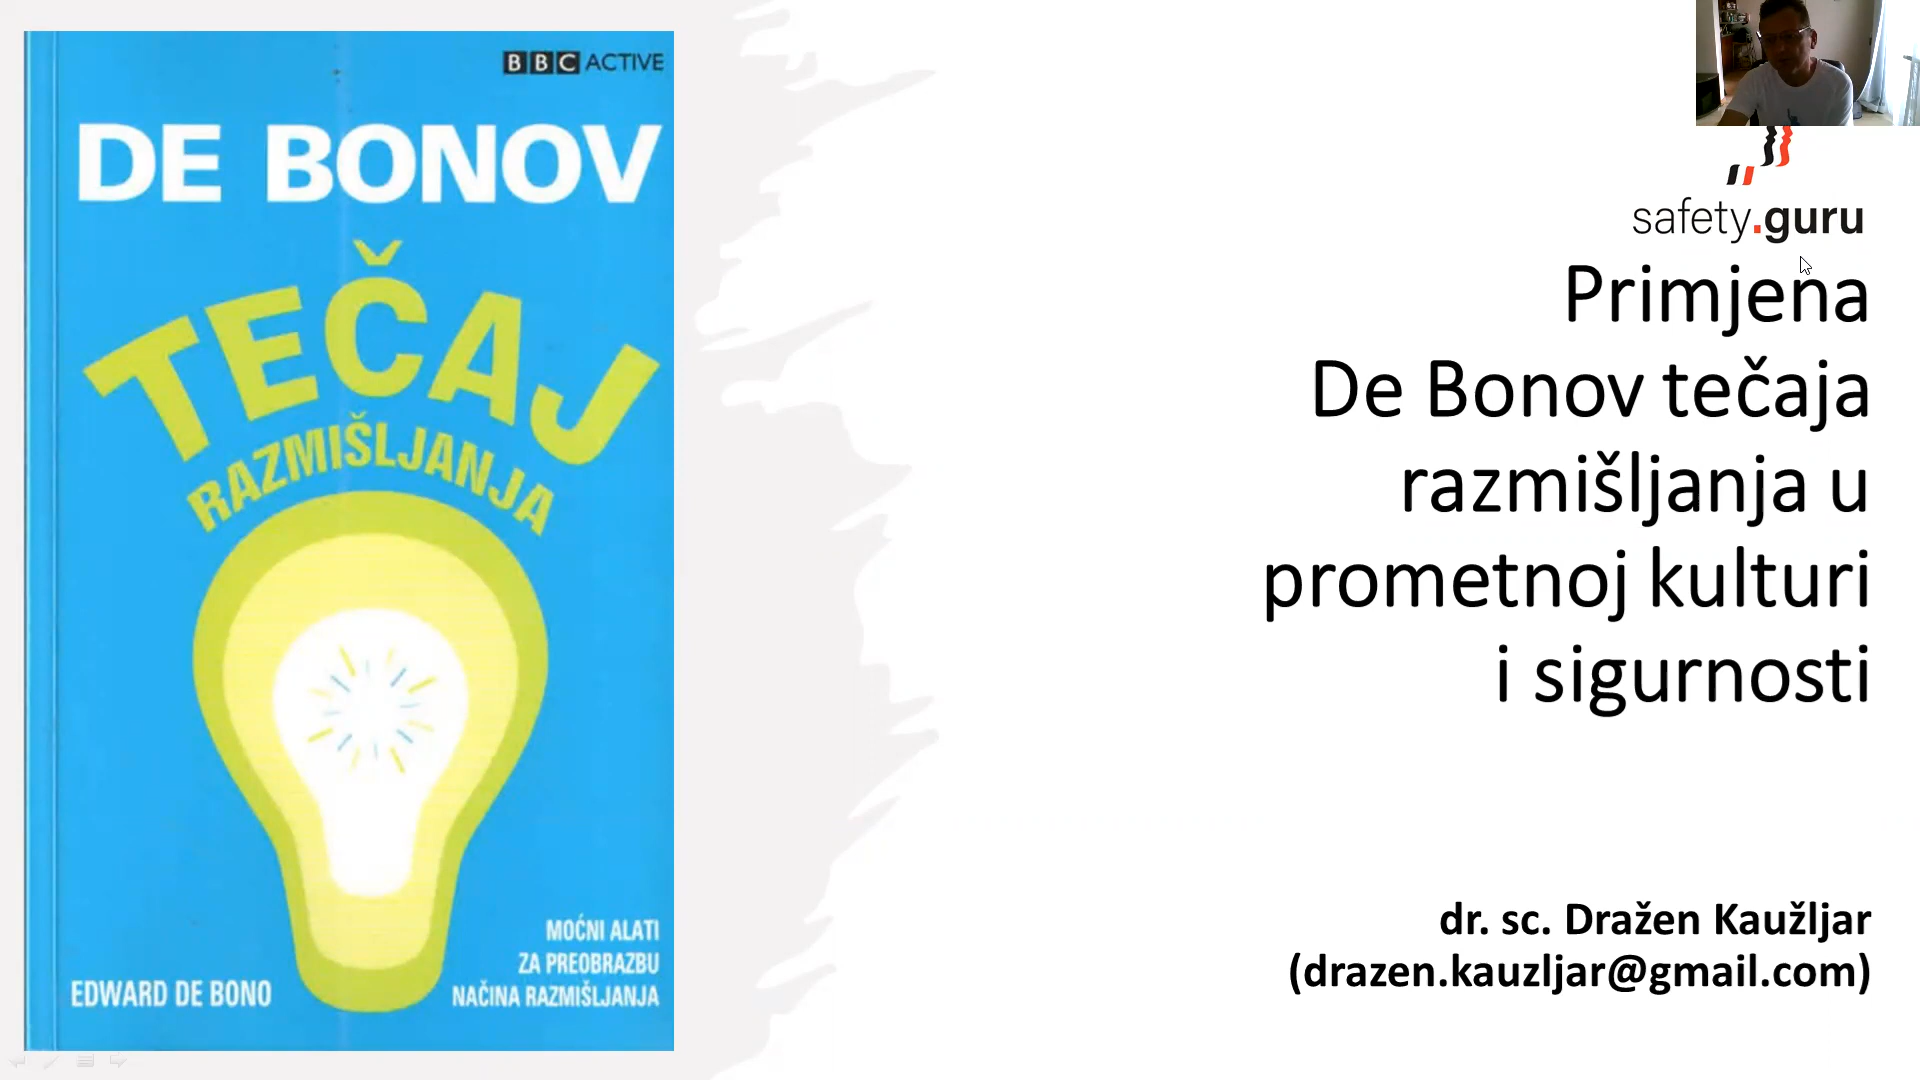 BBC ACTIVE
DE BONOV
TEČAJ
RAZMIŠLJANJA
MOĆNI ALATI
ZA PREOBRAZBU
NAČINA RAZMIŠLJANJA
EDWARD DE BONO
safety.guru
Primjena
De Bonov tečaja
razmišljanja u
prometnoj kulturi
i sigurnosti
dr. sc. Dražen Kaužljar
(drazen.kauzljar@gmail.com)